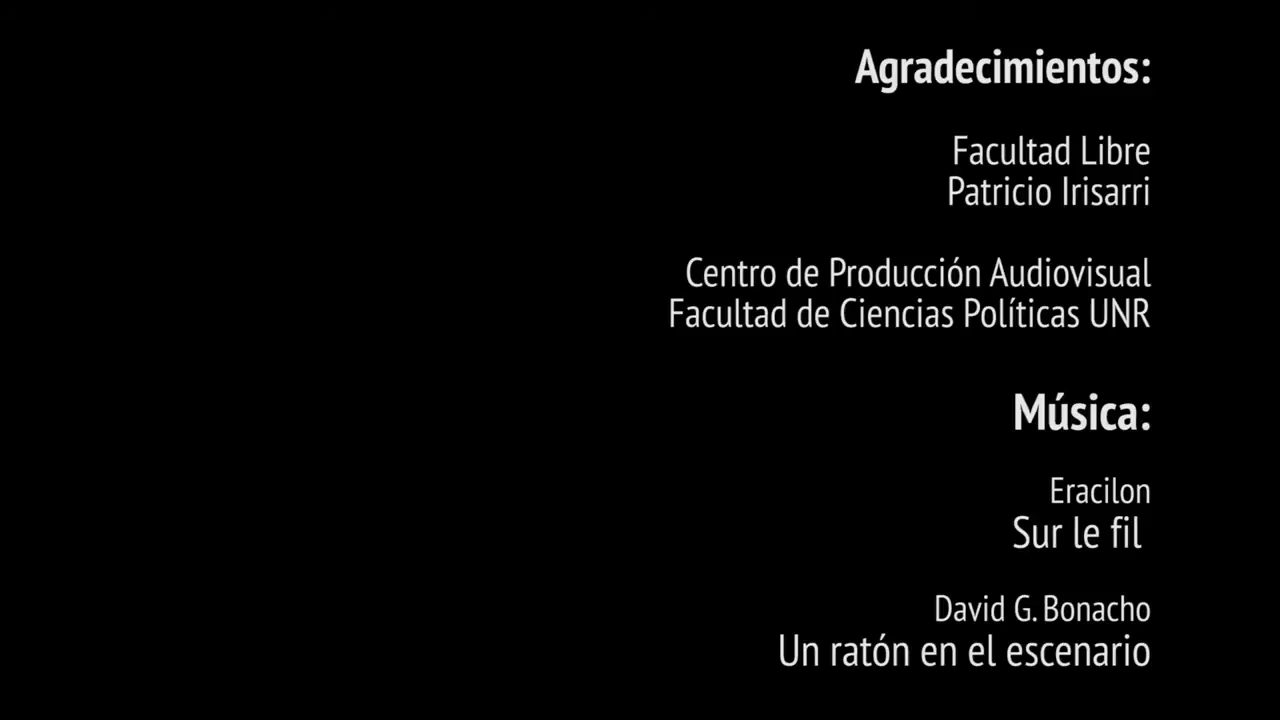 Agradecimientos:
Facultad Libre
Patricio Irisarri
Centro de Producción Audiovisual
Facultad de Ciencias Políticas UNR
Música:
Eracilon
Sur le fil
David G. Bonacho
Un ratón en el escenario